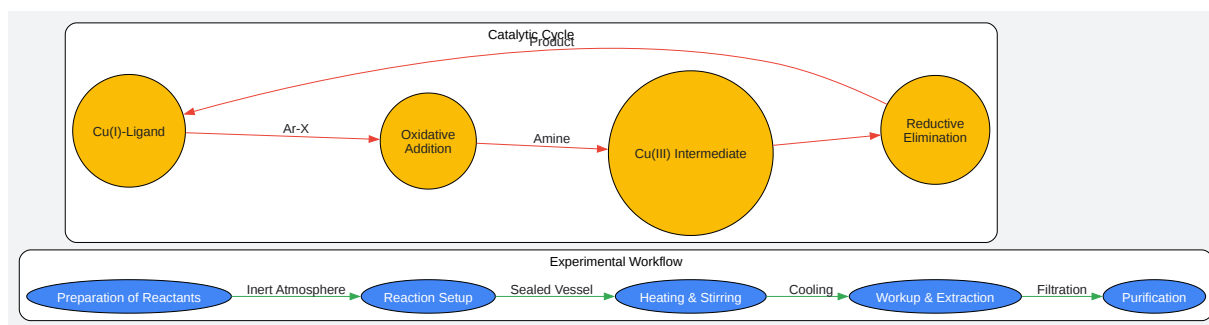 Catalytic Cycle
Product
Cu(I)-Ligand
Ar-X
Oxidative
Addition
Amine
Cu(III) Intermediate
Reductive
Elimination
Experimental Workflow
Preparation of Reactants
Inert Atmosphere
Reaction Setup
Sealed Vessel
Heating & Stirring
Cooling
Workup & Extraction
Filtration
Purification